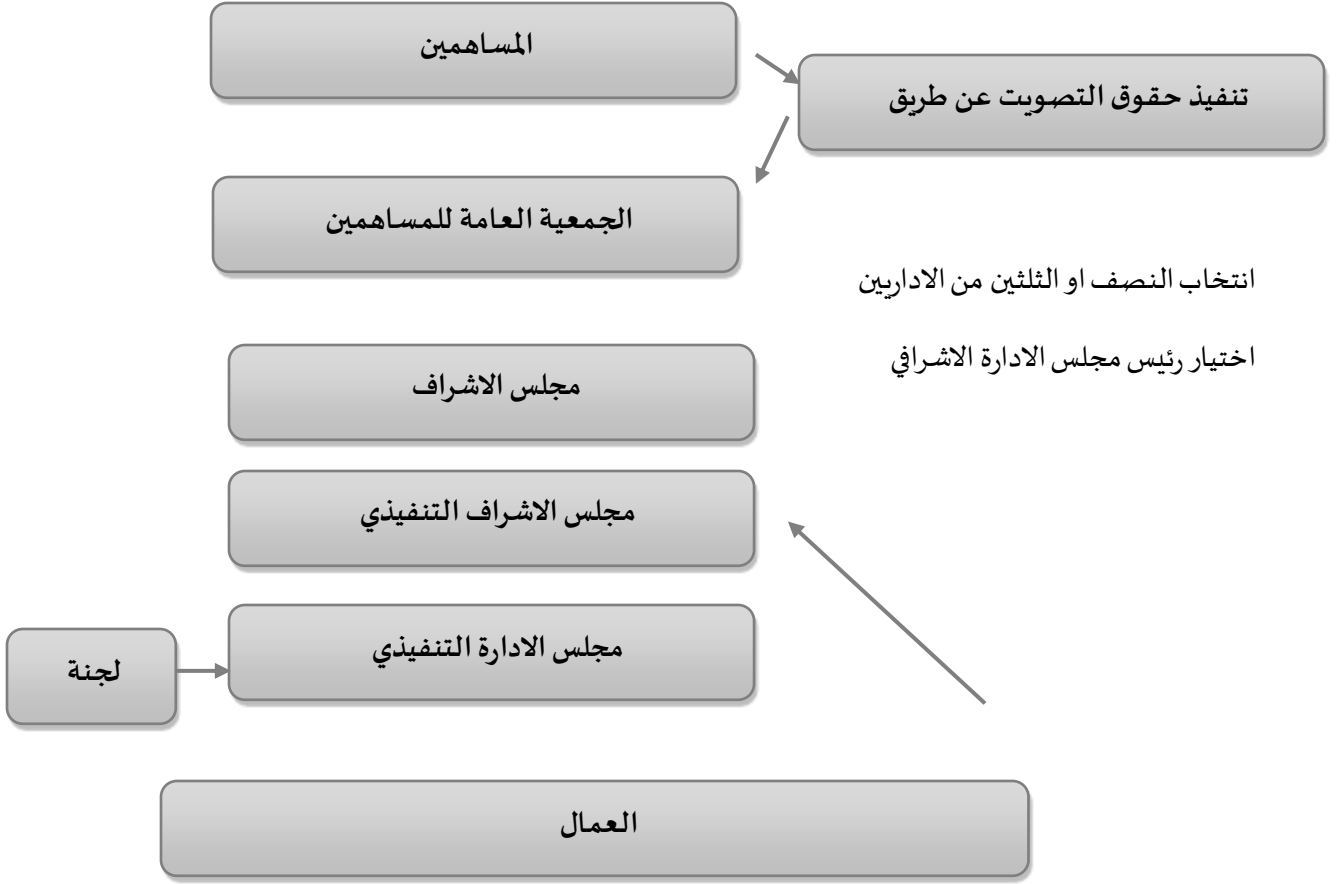 المساهمين
تنفيذ حقوق التصويت عن طريق
الجمعية العامة للمساهمين
انتخاب النصف او الثلثين من الاداريين
اختيار رئيس مجلس الادارة الاشرافي
مجلس الاشراف
مجلس الاشراف التنفيذي
مجلس الادارة التنفيذي
لجنة
العمال